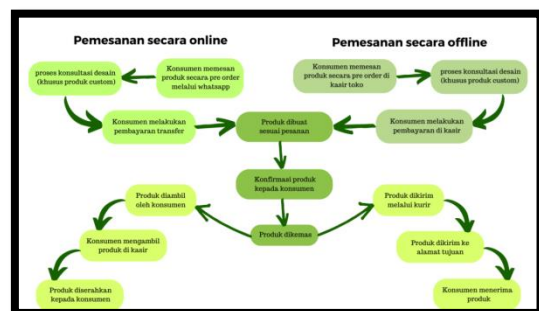 Pemesanan secara online
Pemesanan secara offline
proses konsultasi desain
(khusus produk custom)
Konsumen memesan
produk secara pre order
melalui whatsapp
Konsumen memesan
produk secara pre order di
kasir toko
proses konsultasi desain
(khusus produk custom)
Konsumen melakukan
pembayaran transfer
Produk dibuat
sesuai pesanan
Konsumen melakukan
pembayaran di kasir
Konfirmasi produk
kepada konsumen
Produk diambil
oleh konsumen
Produk dikemas
Produk dikirim
melalui kurir
Konsumen mengambil
produk di kasir
Produk dikirim ke
alamat tujuan
Produk diserahkan
kepada konsumen
Konsumen menerima
produk